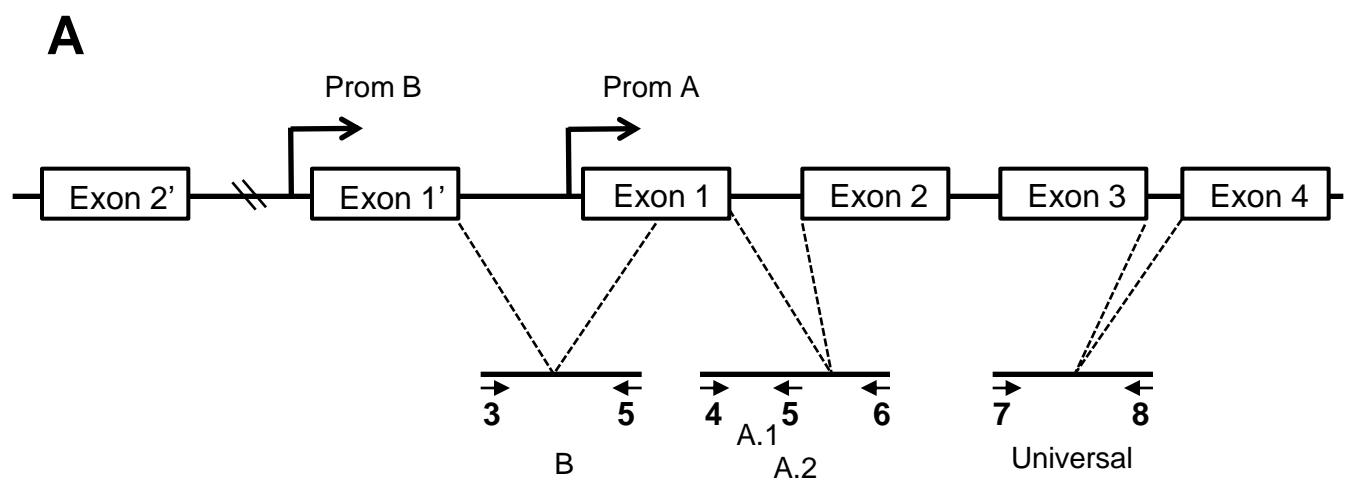 A
Prom B Prom A
Exon 2’ Exon 1’ Exon 1 Exon 2 Exon 3 Exon 4
3 5 4 5 6 7 8
A.1
B A.2 Universal